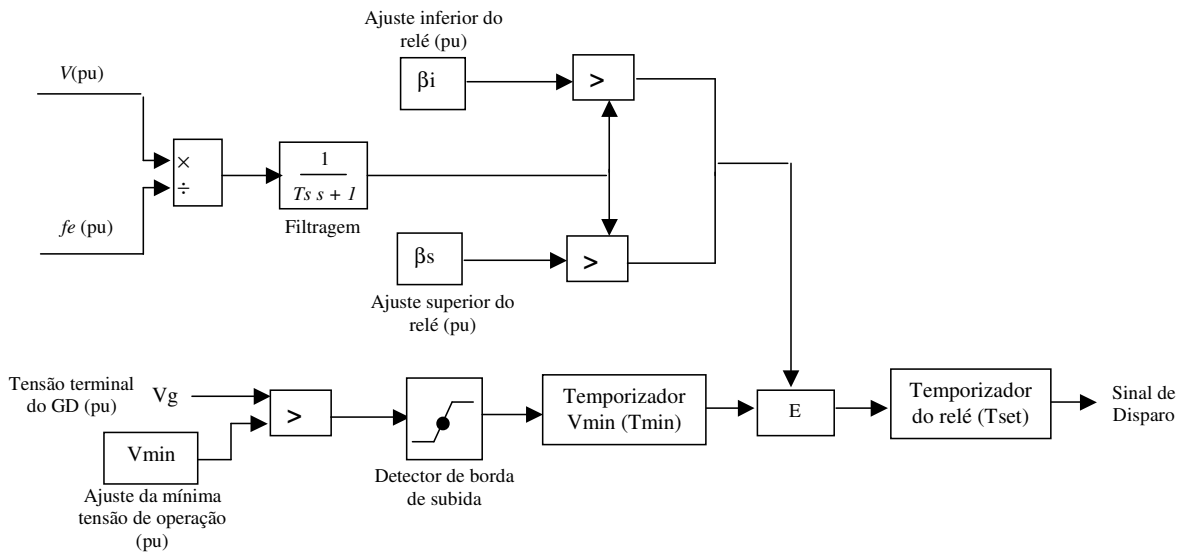 Ajuste inferior do
relé (pu)
V(pu)
βi
>
×
÷
1
Ts s + 1
Filtragem
fe (pu)
βs
>
Ajuste superior do
relé (pu)
Tensão terminal
do GD (pu)
Vg
>
Vmin
Ajuste da mínima
tensão de operação
(pu)
Detector de borda
de subida
Temporizador
Vmin (Tmin)
E
Temporizador
do relé (Tset)
Sinal de
Disparo